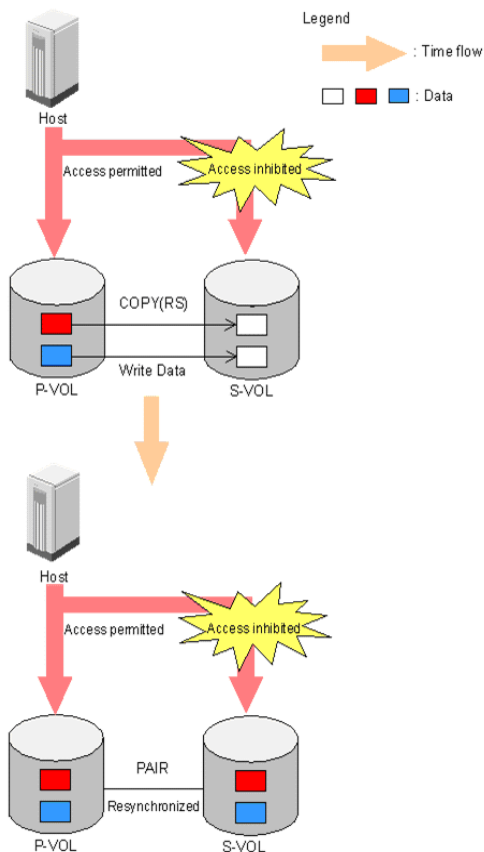 Legend
: Time flow
: Data
Host
Access permitted
Access inhibited
COPY(RS)
Write Data
P-VOL
S-VOL
Host
Access permitted
Access inhibited
PAIR
Resynchronized
P-VOL
S-VOL